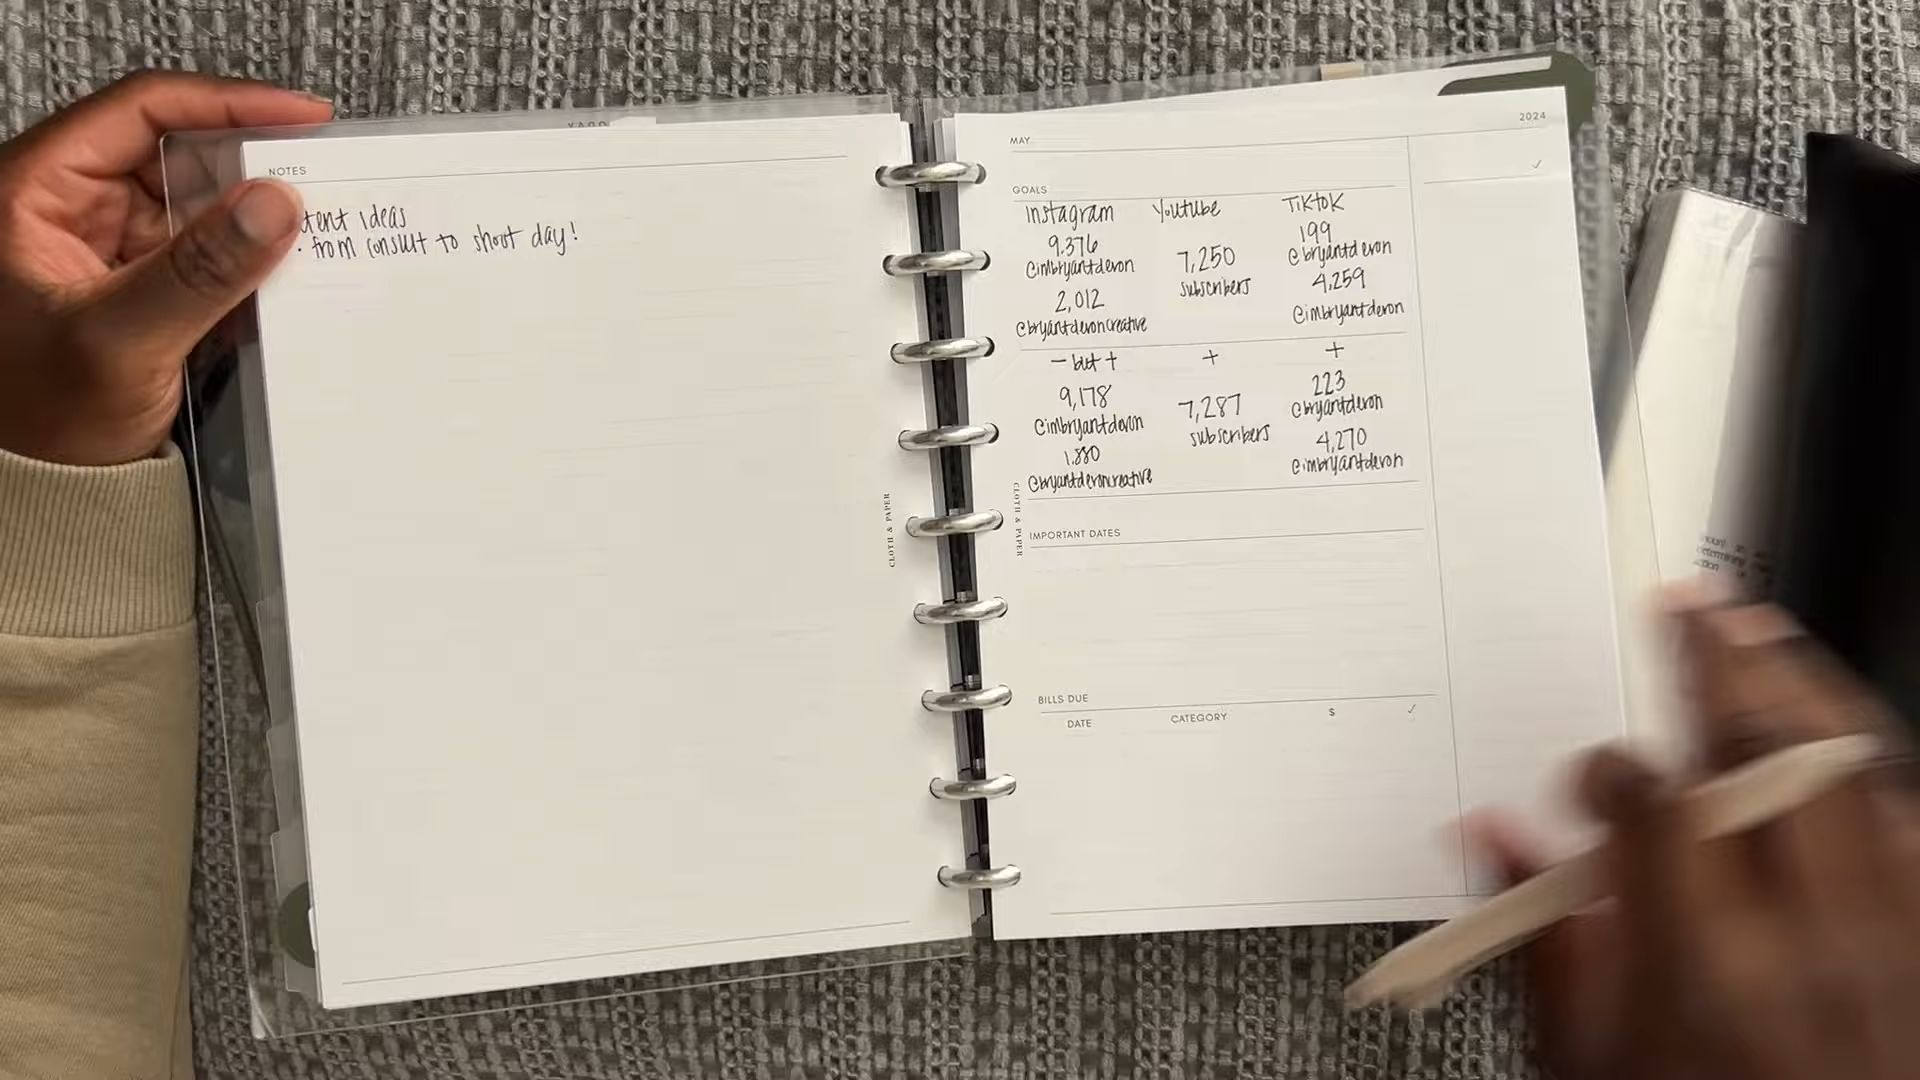 NOTES
tent ideas
· from consult to shoot day!
CLOTH & PAPER
MAY
2024
✓
GOALS
Instagram Youtube TikTok
9,376
@imbryantdevon
2,012
@bryantdevoncreative
7,250
subscribers
199
@bryantdevon
4,259
@imbryantdevon
- but + + +
9,178
@imbryantdevon
1,880
@bryantdevoncreative
7,287
subscribers
223
@bryantdevon
4,270
@imbryantdevon
CLOTH & PAPER
IMPORTANT DATES
BILLS DUE
DATE CATEGORY $ ✓